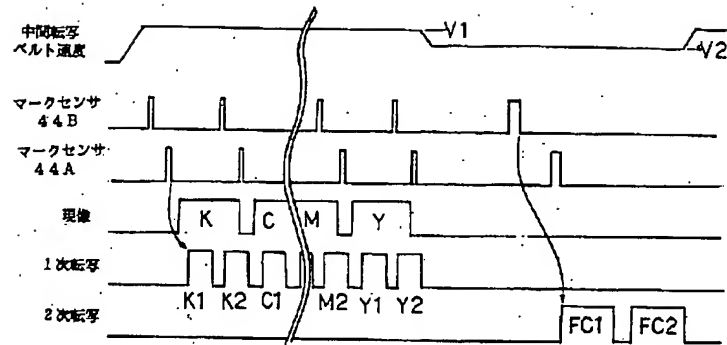 中間転写
ベルト速度
V1
V2
マークセンサ
44B
マークセンサ
44A
現像
K
C
M
Y
1次転写
K1
K2
C1
M2
Y1
Y2
2次転写
FC1
FC2